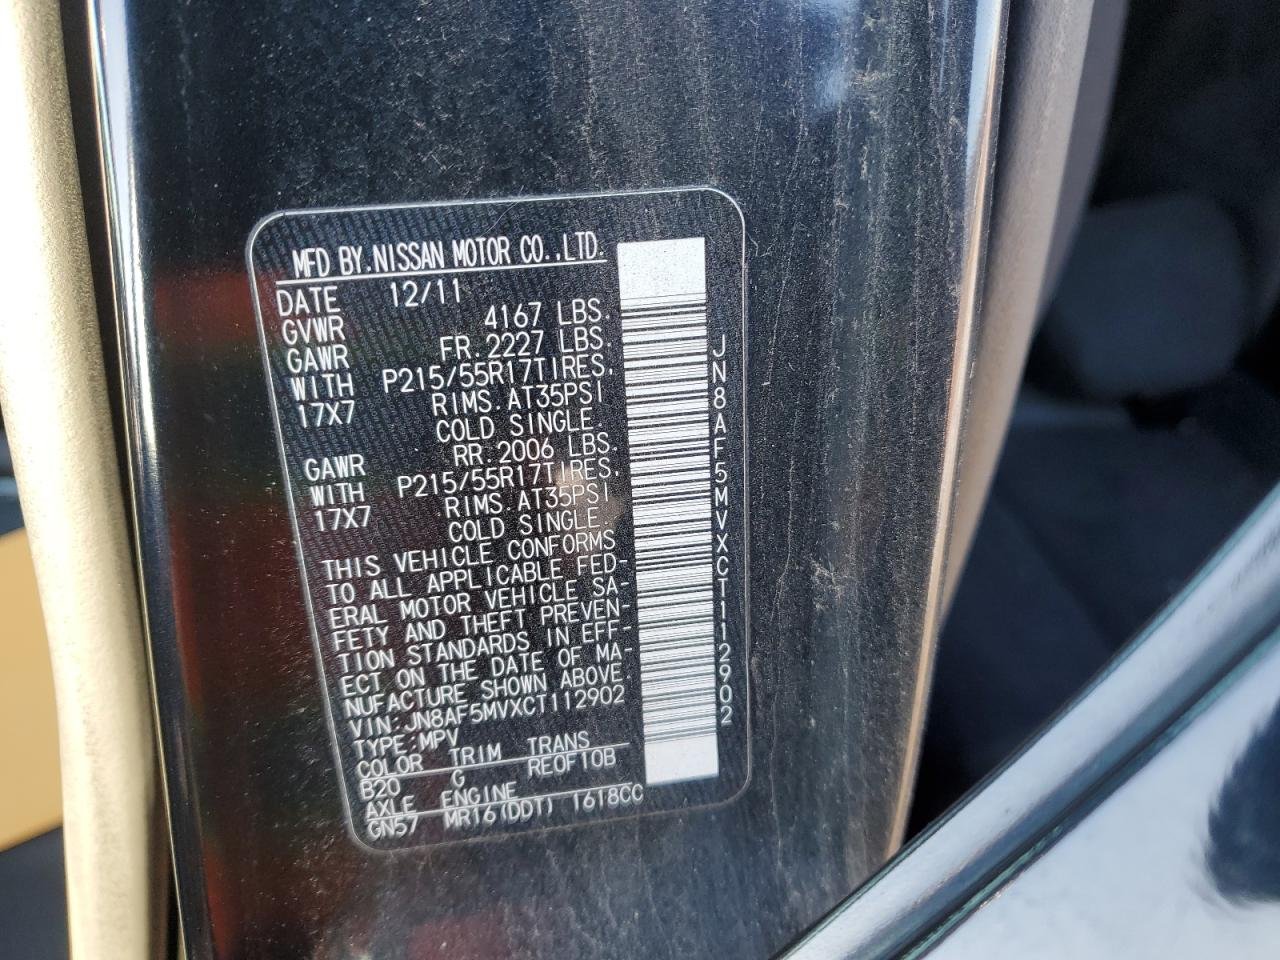 MFD BY.NISSAN MOTOR CO.,LTD.
DATE 12/11
GVWR 4167 LBS.
GAWR FR.2227 LBS.
WITH P215/55R17TIRES,
17X7 RIMS.AT35PSI
COLD SINGLE.
GAWR RR.2006 LBS.
WITH P215/55R17TIRES,
17X7 RIMS.AT35PSI
COLD SINGLE.
THIS VEHICLE CONFORMS
TO ALL APPLICABLE FED-
ERAL MOTOR VEHICLE SA-
FETY AND THEFT PREVEN-
TION STANDARDS IN EFF-
ECT ON THE DATE OF MA-
NUFACTURE SHOWN ABOVE
VIN:JN8AF5MVXCT112902
TYPE:MPV
COLOR TRIM TRANS
B20 G RE0F10B
AXLE ENGINE
GN57 MR16(DDT) 1618CC
JN8AF5MVXCT112902